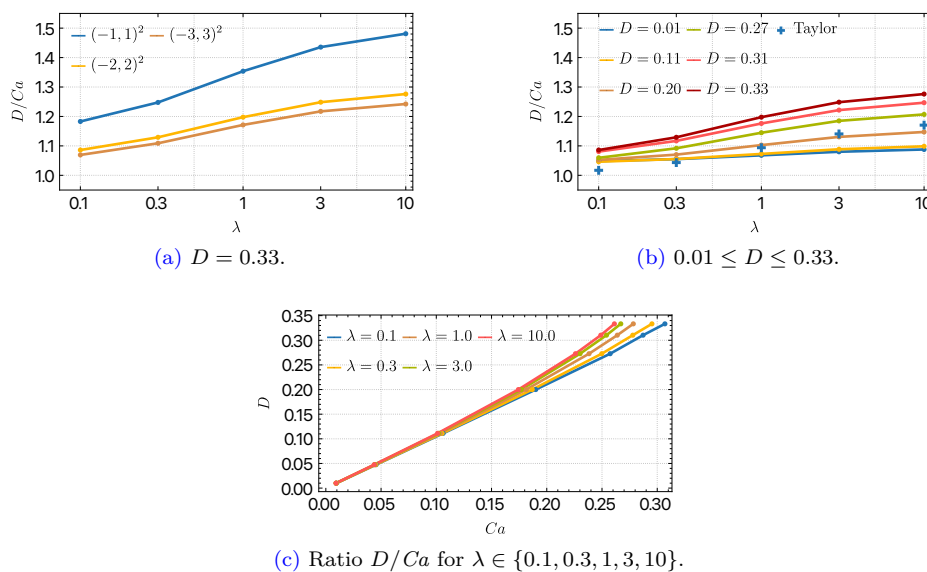 1.5
1.4
1.3
1.2
1.1
1.0
D/Ca
(−1, 1)² (−3, 3)²
(−2, 2)²
0.1 0.3 1 3 10
λ
(a) D = 0.33.
1.5
1.4
1.3
1.2
1.1
1.0
D/Ca
D = 0.01 D = 0.27 Taylor
D = 0.11 D = 0.31
D = 0.20 D = 0.33
0.1 0.3 1 3 10
λ
(b) 0.01 ≤ D ≤ 0.33.
0.35
0.30
0.25
0.20
0.15
0.10
0.05
0.00
D
λ = 0.1 λ = 1.0 λ = 10.0
λ = 0.3 λ = 3.0
0.00 0.05 0.10 0.15 0.20 0.25 0.30
Ca
(c) Ratio D/Ca for λ ∈ {0.1, 0.3, 1, 3, 10}.